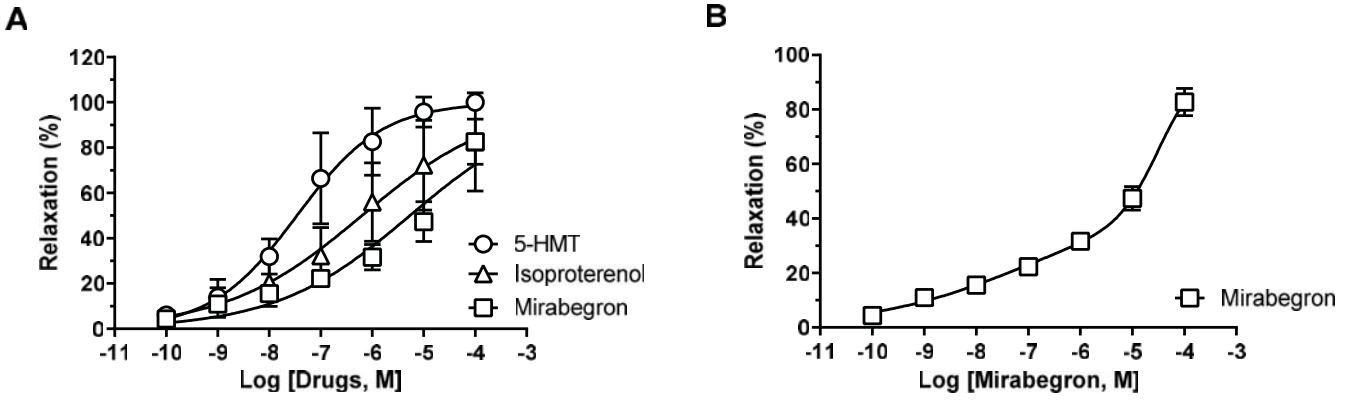 A
Relaxation (%)
120
100
80
60
40
20
0
-11 -10 -9 -8 -7 -6 -5 -4 -3
Log [Drugs, M]
5-HMT
Isoproterenol
Mirabegron
B
Relaxation (%)
100
80
60
40
20
0
-11 -10 -9 -8 -7 -6 -5 -4 -3
Log [Mirabegron, M]
Mirabegron